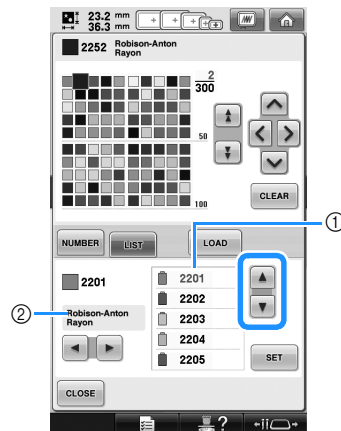 23.2 mm
36.3 mm
2252 Robison-Anton
Rayon
2
300
50
100
CLEAR
NUMBER LIST LOAD
①
2201
②
Robison-Anton
Rayon
2201
2202
2203
2204
2205
SET
CLOSE
?